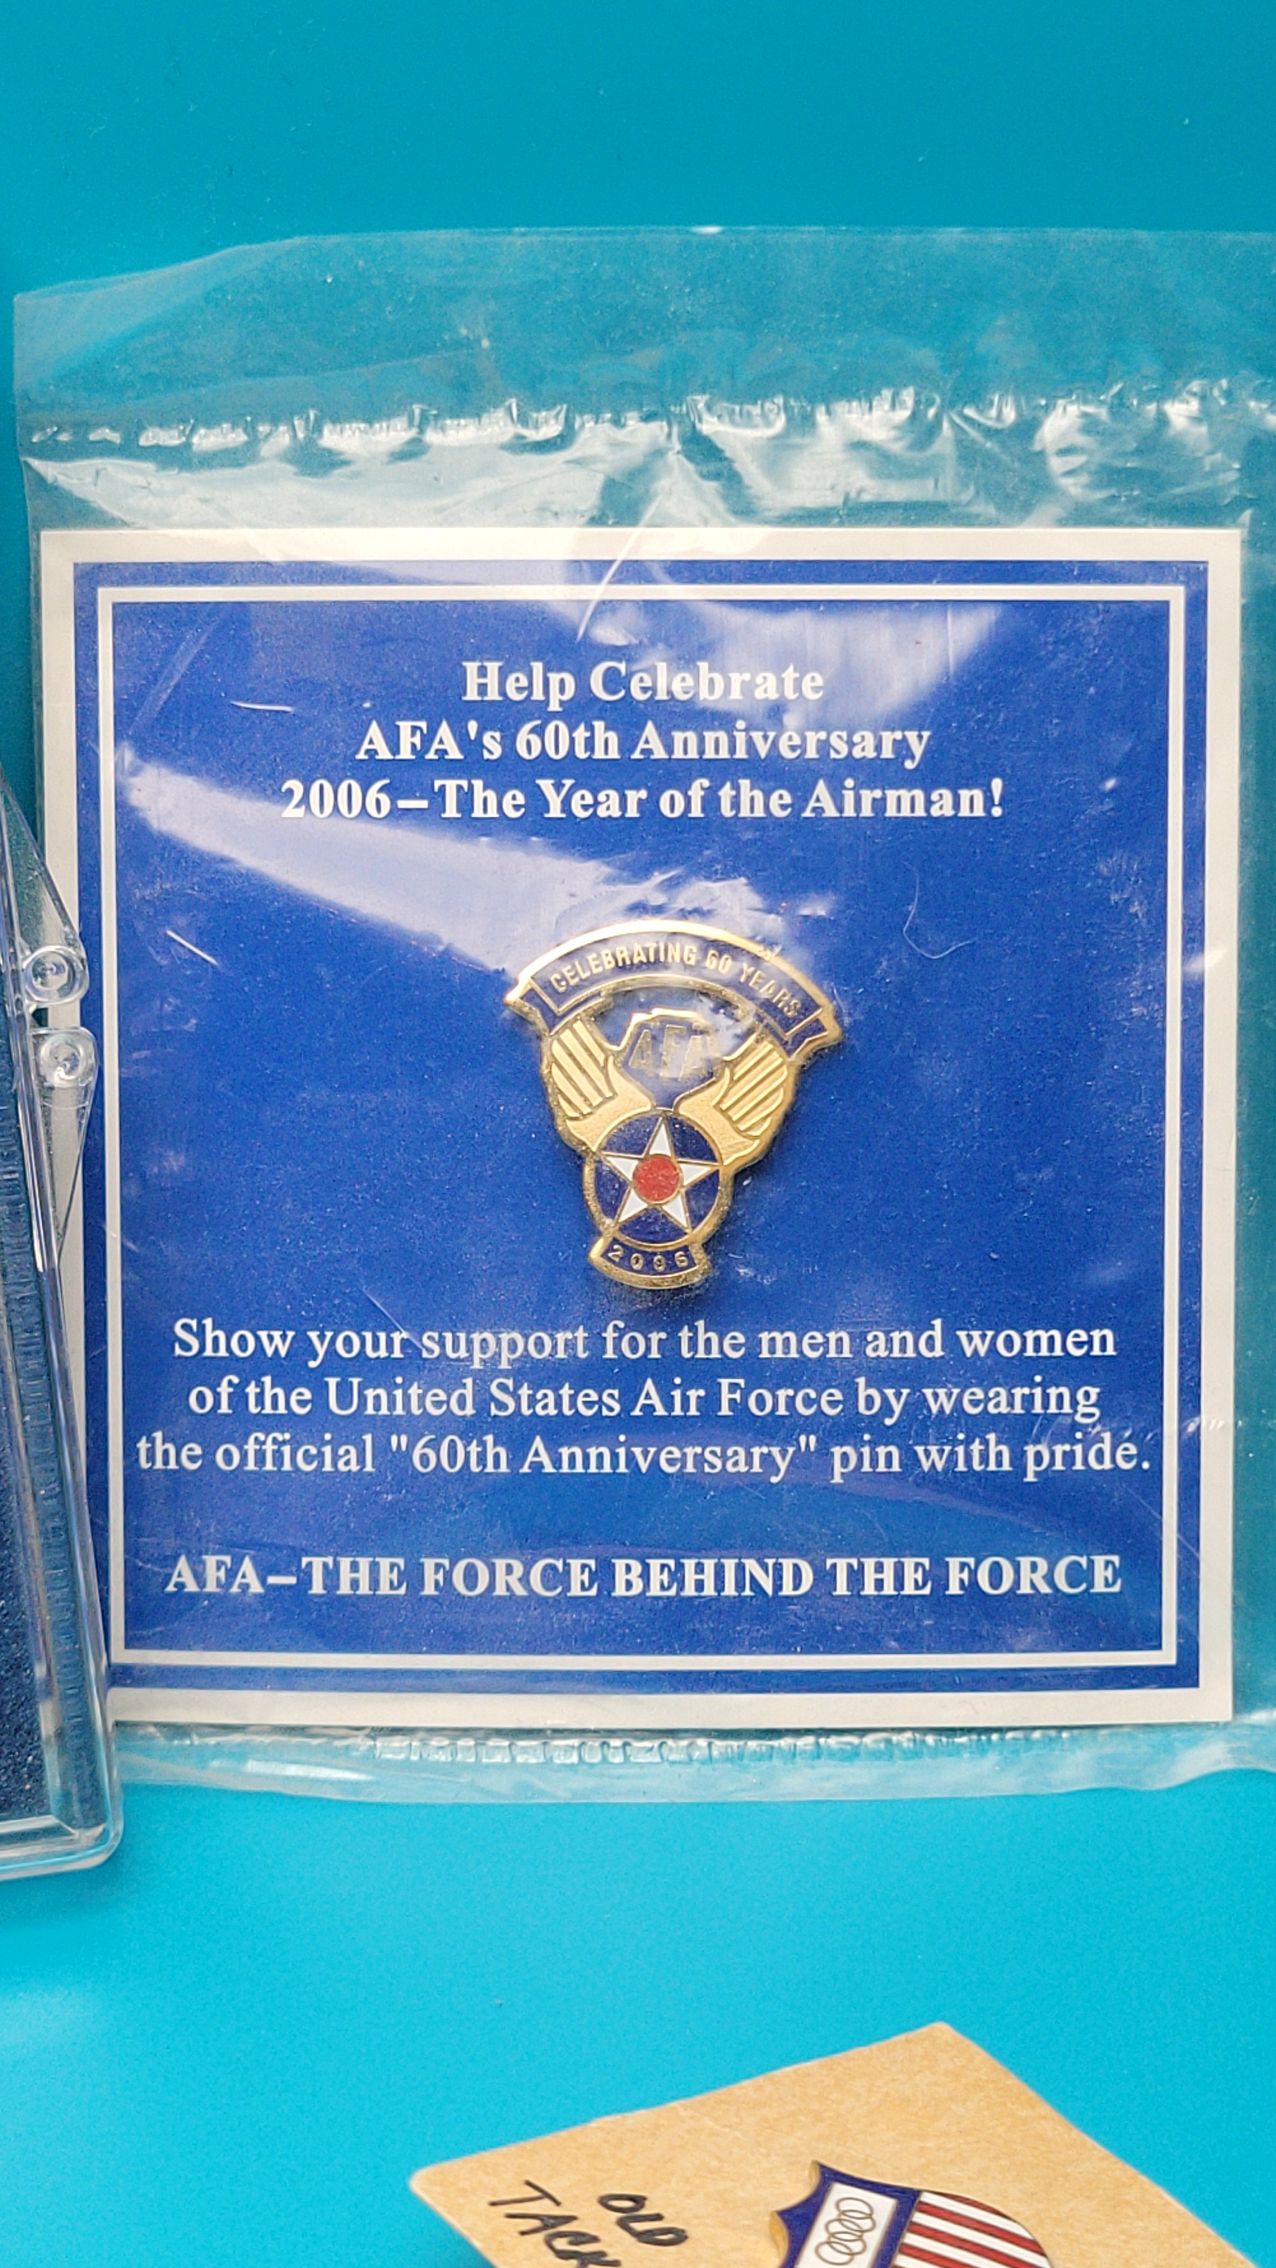 Help Celebrate
AFA's 60th Anniversary
2006–The Year of the Airman!
CELEBRATING 60 YEARS
AFA
2006
Show your support for the men and women
of the United States Air Force by wearing
the official "60th Anniversary" pin with pride.
AFA–THE FORCE BEHIND THE FORCE
OLD
TACK